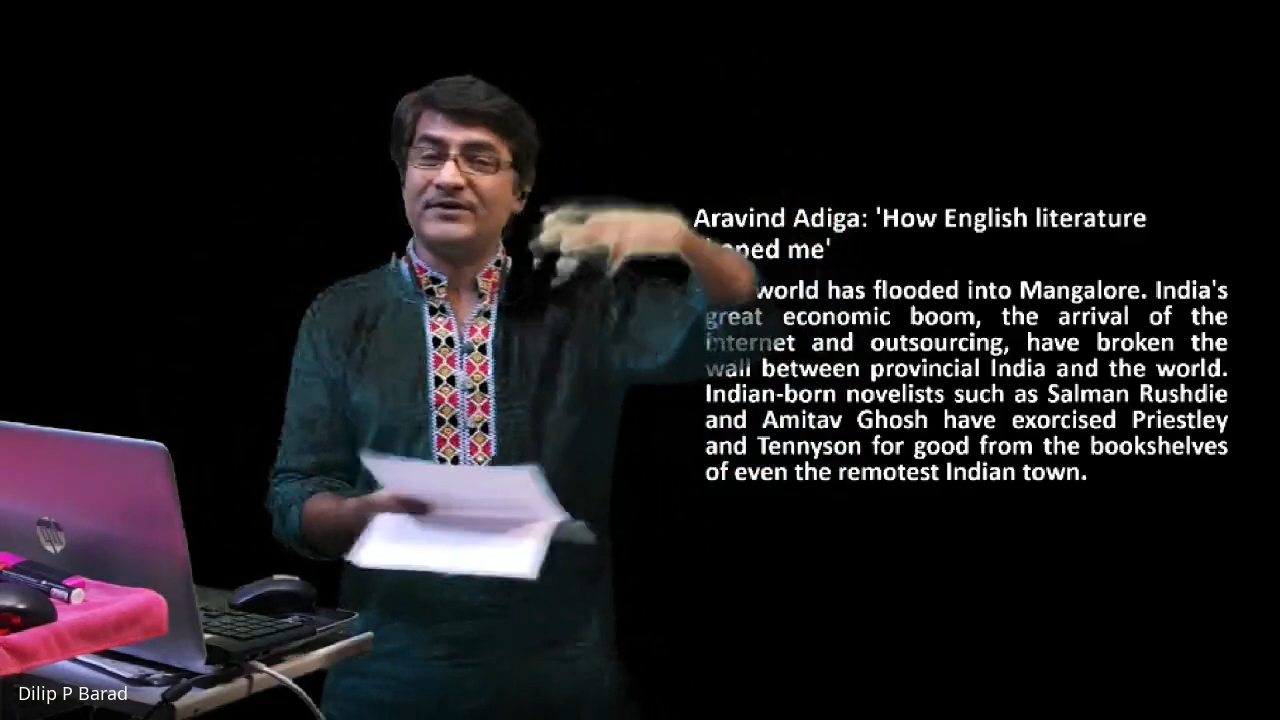 Aravind Adiga: 'How English literature
me'
world has flooded into Mangalore. India's
great economic boom, the arrival of the
internet and outsourcing, have broken the
wall between provincial India and the world.
Indian-born novelists such as Salman Rushdie
and Amitav Ghosh have exorcised Priestley
and Tennyson for good from the bookshelves
of even the remotest Indian town.
hp
Dilip P Barad